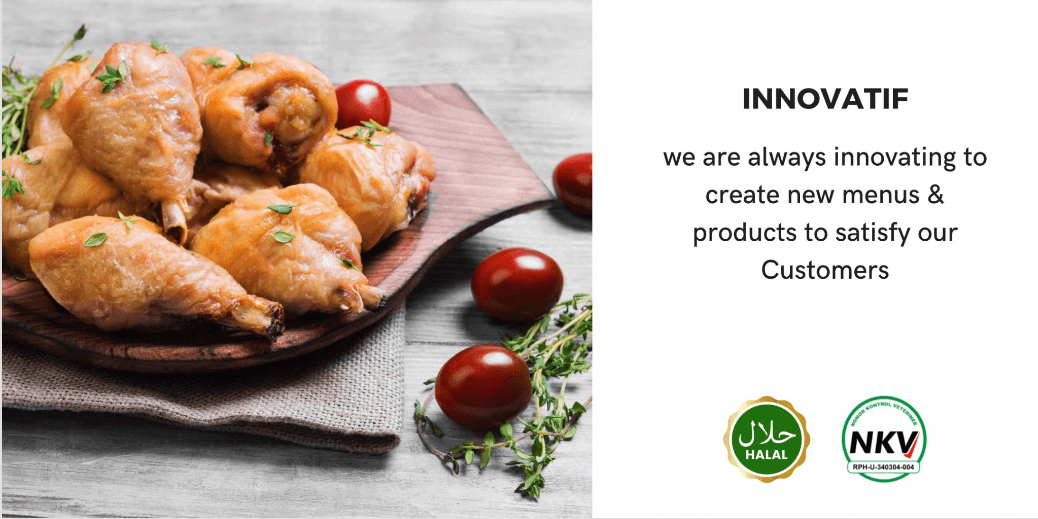 INNOVATIF
we are always innovating to
create new menus &
products to satisfy our
Customers
حلال
HALAL
NOMOR KONTROL VETERINER
NKV
RPH-U-340304-004